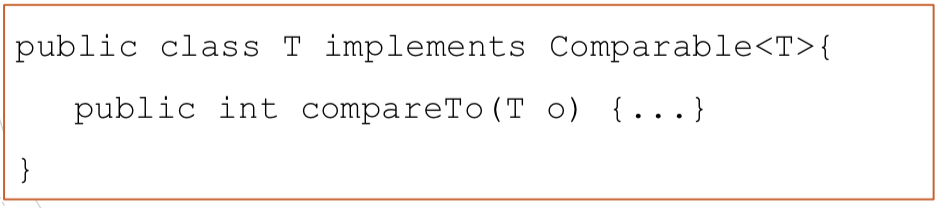 public class T implements Comparable<T>{
public int compareTo(T o) {...}
}